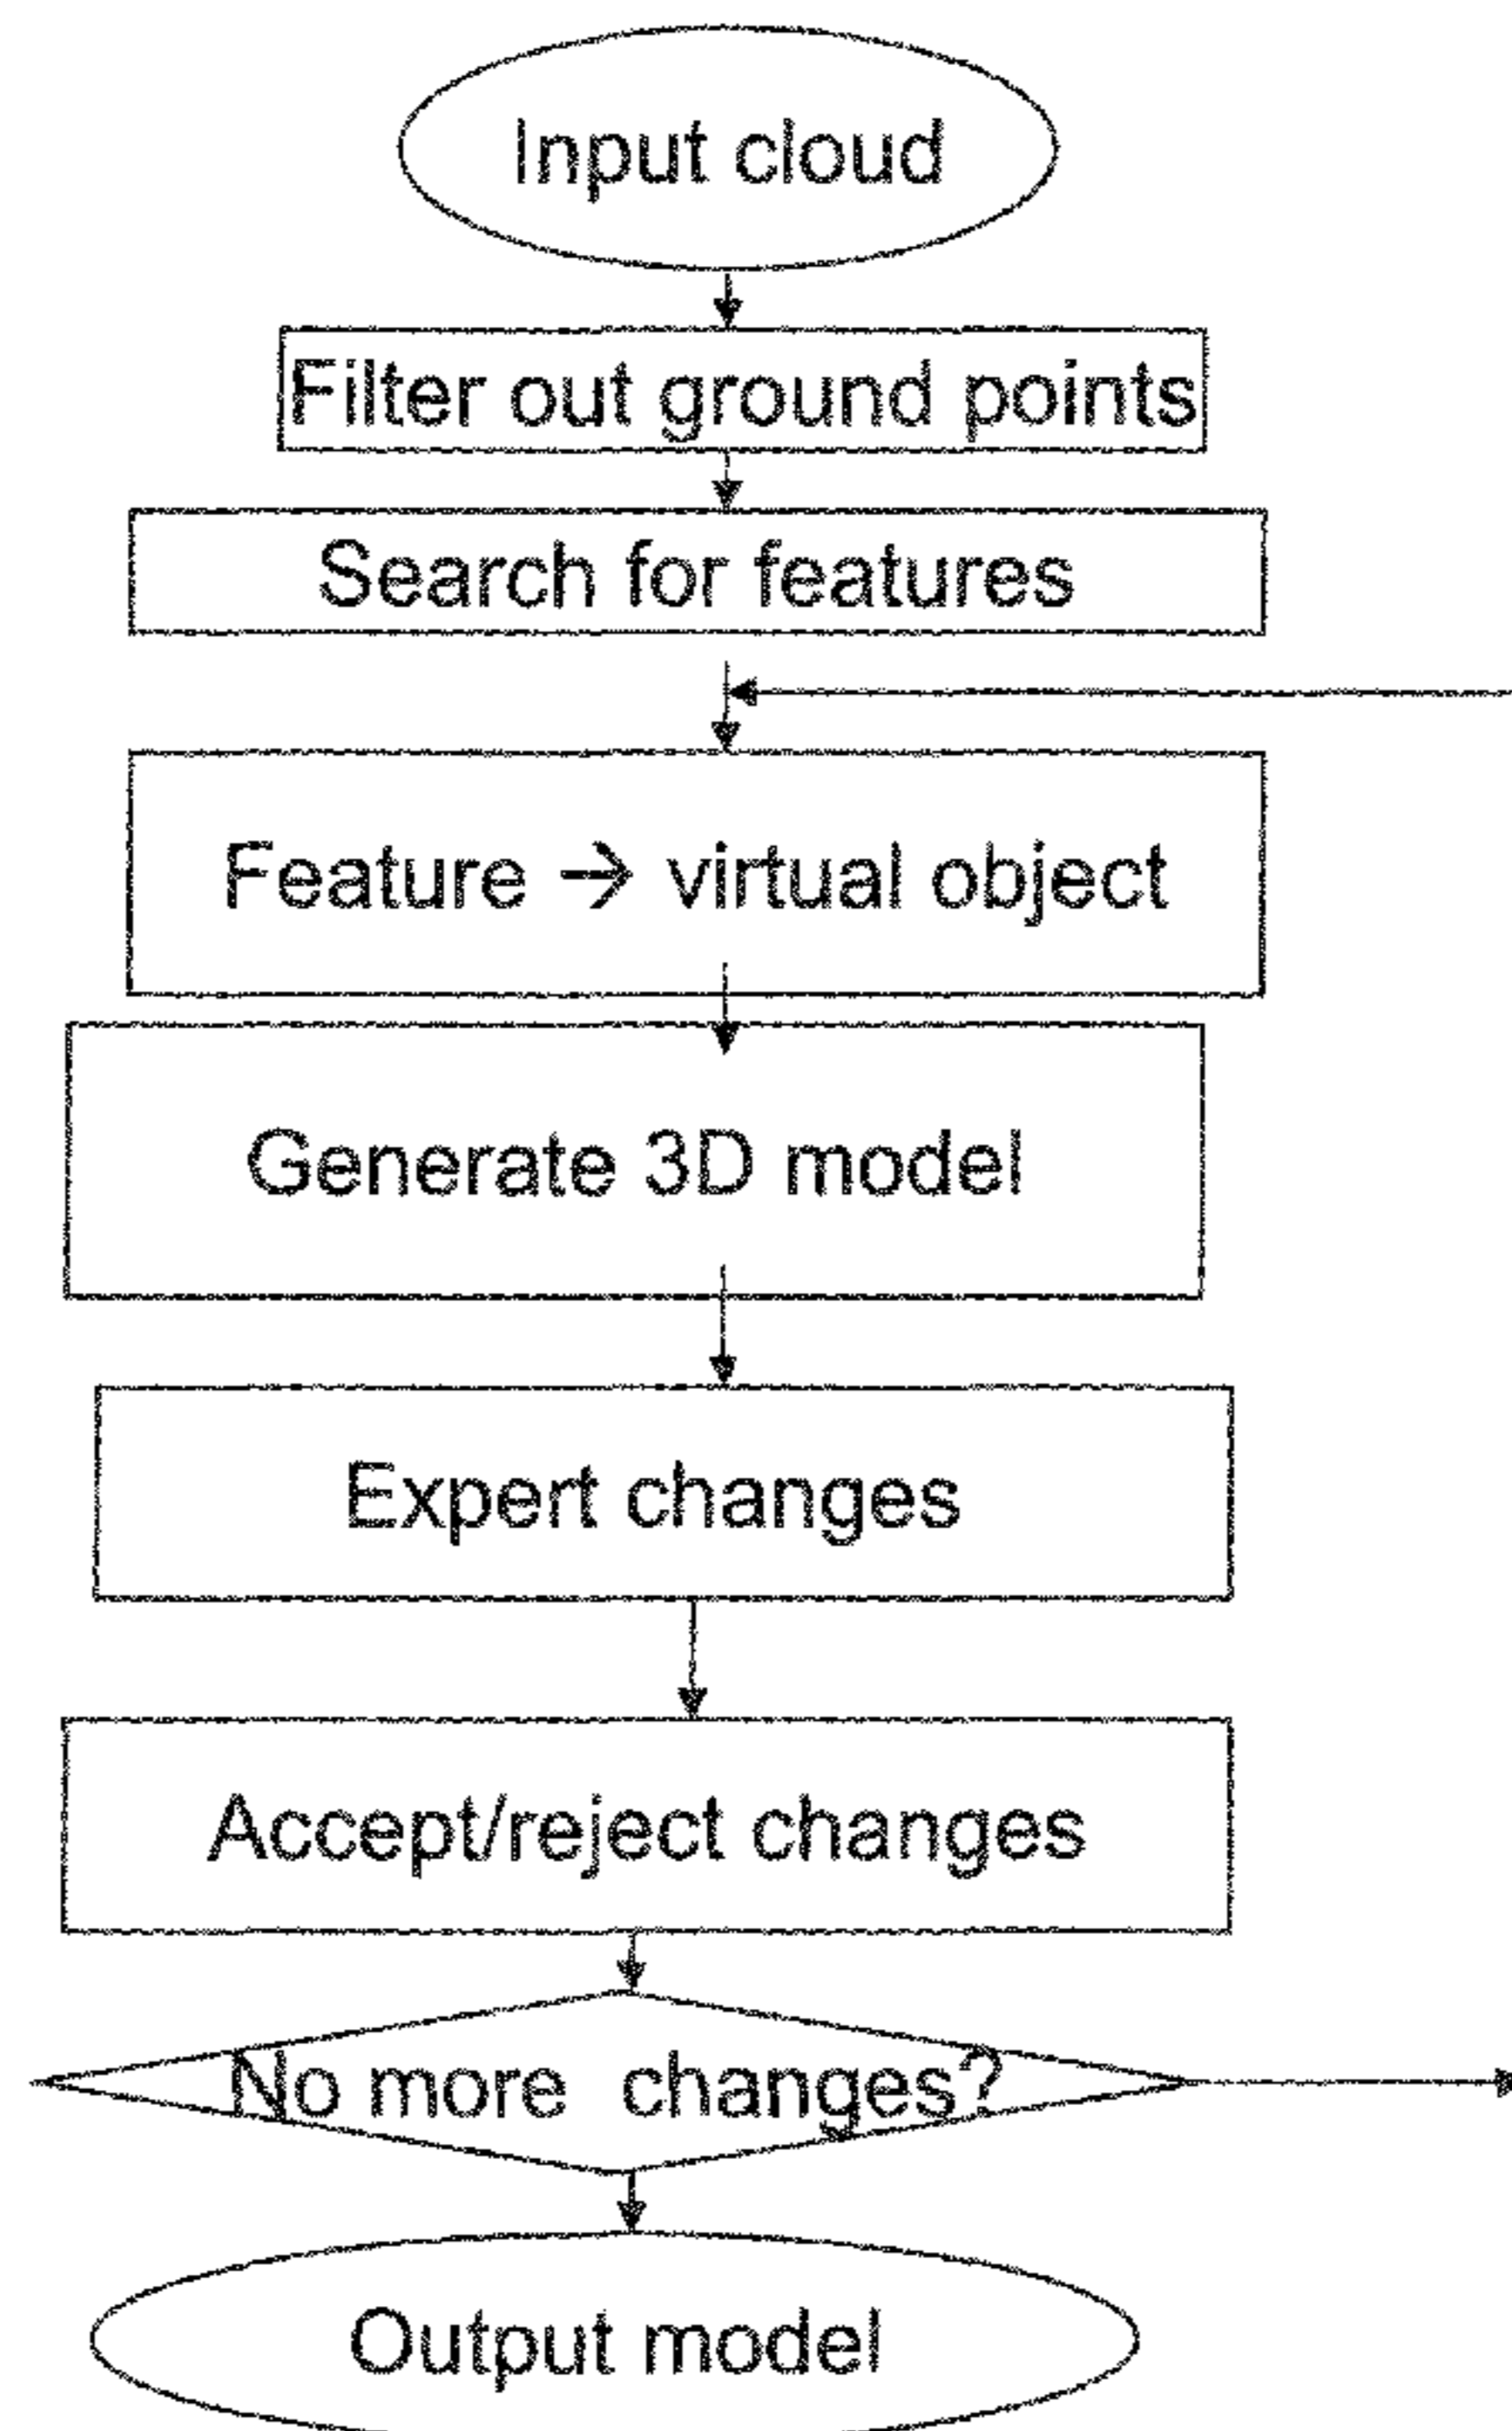 Input cloud
Filter out ground points
Search for features
Feature → virtual object
Generate 3D model
Expert changes
Accept/reject changes
No more changes?
Output model